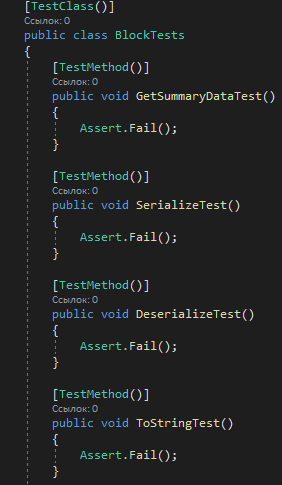 [TestClass()]
Ссылок: 0
public class BlockTests
{
[TestMethod()]
Ссылок: 0
public void GetSummaryDataTest()
{
Assert.Fail();
}
[TestMethod()]
Ссылок: 0
public void SerializeTest()
{
Assert.Fail();
}
[TestMethod()]
Ссылок: 0
public void DeserializeTest()
{
Assert.Fail();
}
[TestMethod()]
Ссылок: 0
public void ToStringTest()
{
Assert.Fail();
}